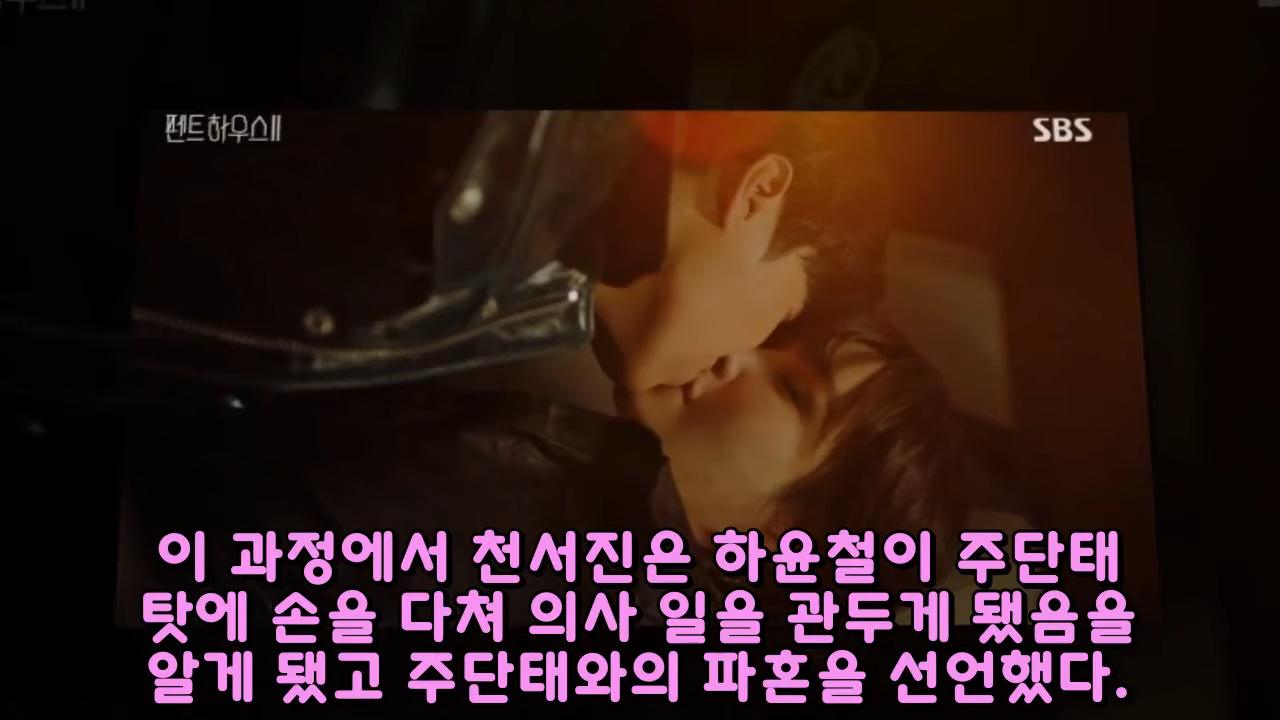 펜트하우스II
SBS
이 과정에서 천서진은 하윤철이 주단태
탓에 손을 다쳐 의사 일을 관두게 됐음을
알게 됐고 주단태와의 파혼을 선언했다.